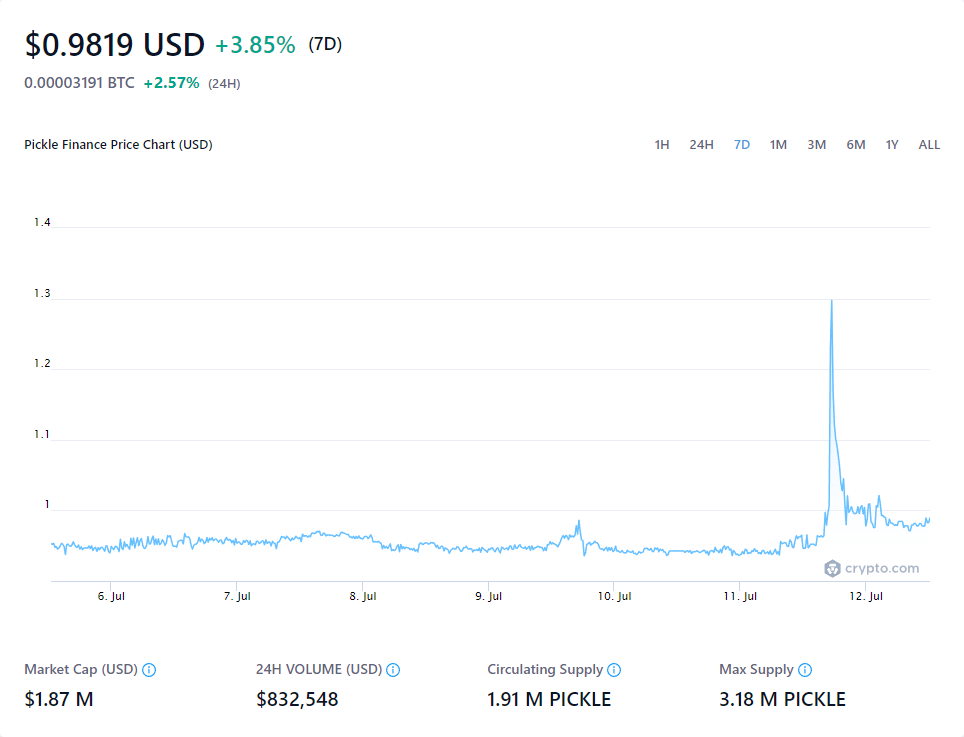 $0.9819 USD +3.85% (7D)
0.00003191 BTC +2.57% (24H)
Pickle Finance Price Chart (USD)
1H 24H 7D 1M 3M 6M 1Y ALL
1.4
1.3
1.2
1.1
1
crypto.com
6. Jul 7. Jul 8. Jul 9. Jul 10. Jul 11. Jul 12. Jul
Market Cap (USD) 24H VOLUME (USD) Circulating Supply Max Supply
$1.87 M $832,548 1.91 M PICKLE 3.18 M PICKLE